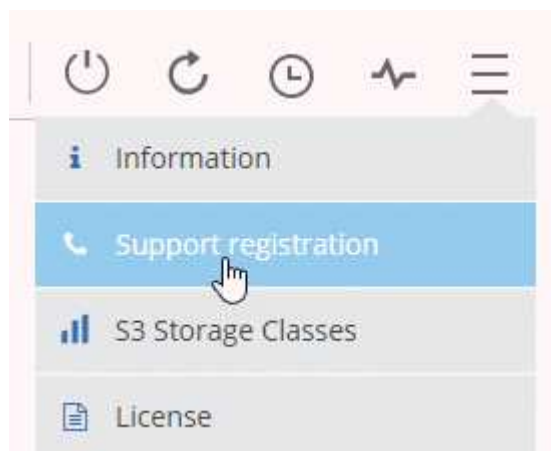 Information
Support registration
S3 Storage Classes
License